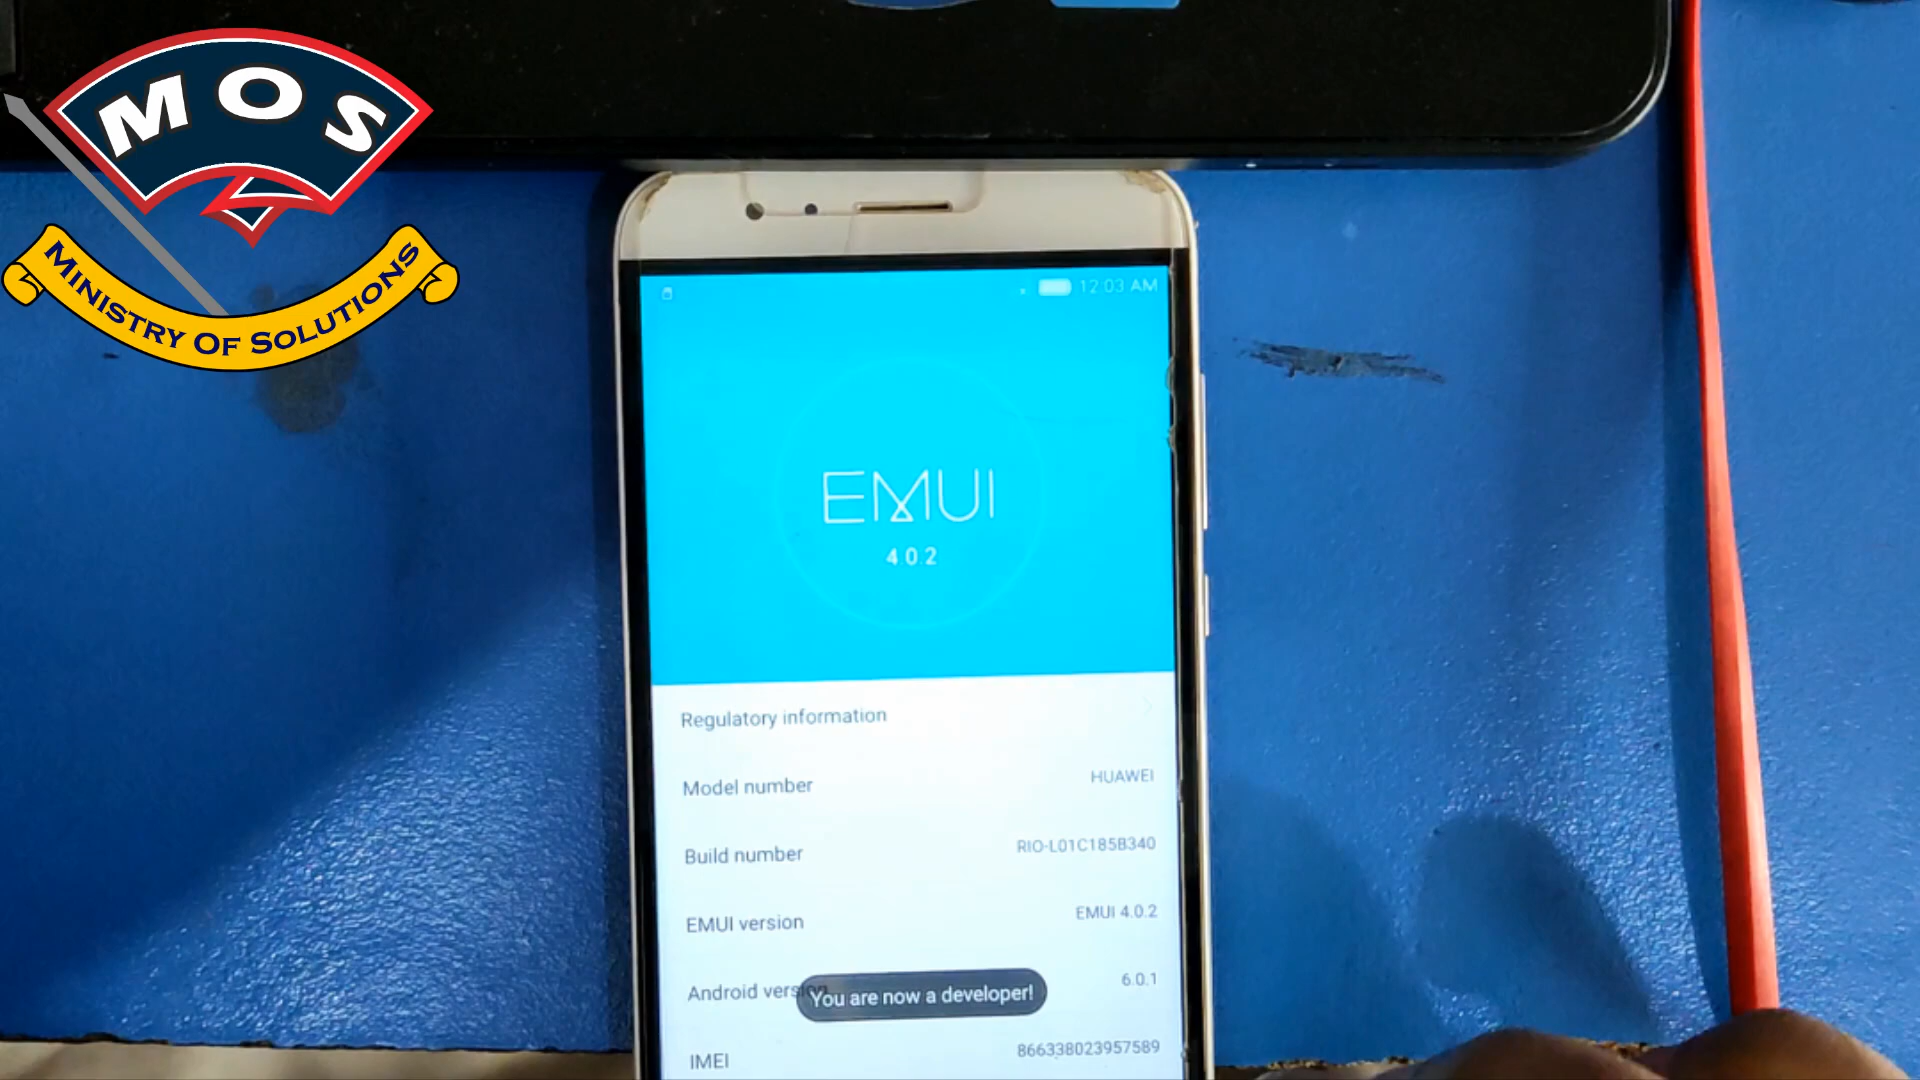 MOS
MINISTRY OF SOLUTIONS
12:03 AM
EMUI
4.0.2
Regulatory information
Model number HUAWEI
Build number RIO-L01C185B340
EMUI version EMUI 4.0.2
Android version 6.0.1
You are now a developer!
IMEI 866338023957589